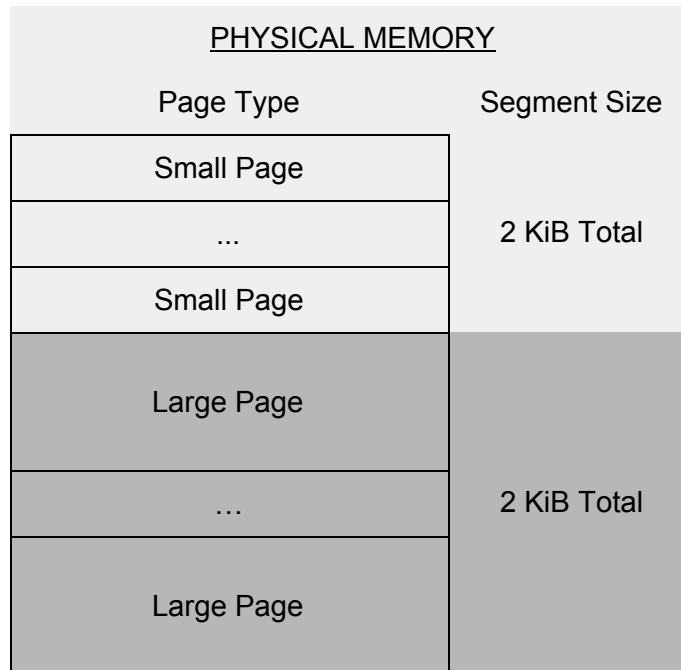 PHYSICAL MEMORY
Page Type Segment Size
Small Page
... 2 KiB Total
Small Page
Large Page
… 2 KiB Total
Large Page